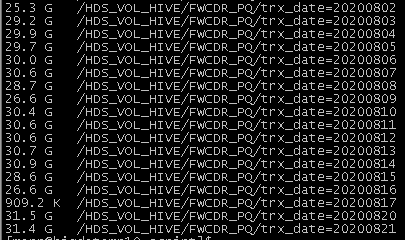 25.3 G /HDS_VOL_HIVE/FWCDR_PQ/trx_date=20200802
29.2 G /HDS_VOL_HIVE/FWCDR_PQ/trx_date=20200803
29.9 G /HDS_VOL_HIVE/FWCDR_PQ/trx_date=20200804
29.7 G /HDS_VOL_HIVE/FWCDR_PQ/trx_date=20200805
30.0 G /HDS_VOL_HIVE/FWCDR_PQ/trx_date=20200806
30.6 G /HDS_VOL_HIVE/FWCDR_PQ/trx_date=20200807
28.7 G /HDS_VOL_HIVE/FWCDR_PQ/trx_date=20200808
26.6 G /HDS_VOL_HIVE/FWCDR_PQ/trx_date=20200809
30.4 G /HDS_VOL_HIVE/FWCDR_PQ/trx_date=20200810
30.6 G /HDS_VOL_HIVE/FWCDR_PQ/trx_date=20200811
30.6 G /HDS_VOL_HIVE/FWCDR_PQ/trx_date=20200812
30.7 G /HDS_VOL_HIVE/FWCDR_PQ/trx_date=20200813
30.9 G /HDS_VOL_HIVE/FWCDR_PQ/trx_date=20200814
28.6 G /HDS_VOL_HIVE/FWCDR_PQ/trx_date=20200815
26.6 G /HDS_VOL_HIVE/FWCDR_PQ/trx_date=20200816
909.2 K /HDS_VOL_HIVE/FWCDR_PQ/trx_date=20200817
31.5 G /HDS_VOL_HIVE/FWCDR_PQ/trx_date=20200820
31.4 G /HDS_VOL_HIVE/FWCDR_PQ/trx_date=20200821